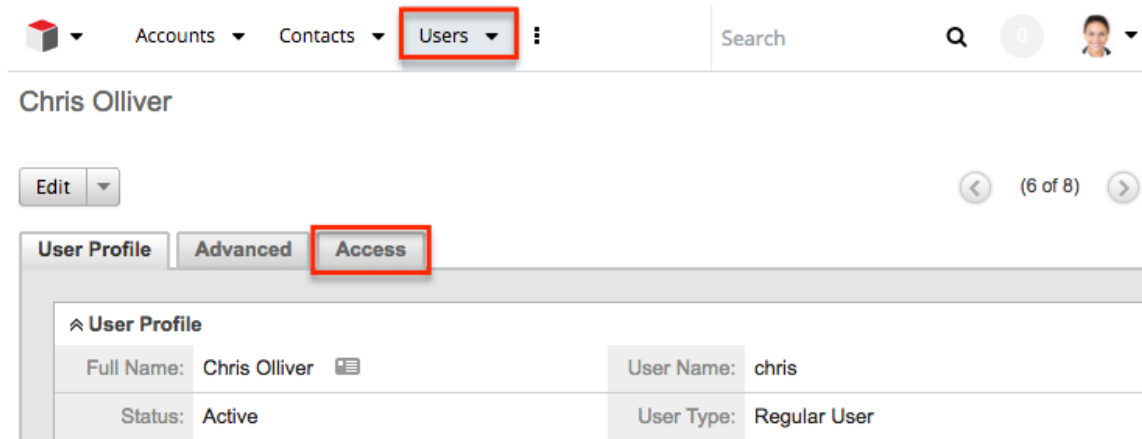 Accounts Contacts Users Search 0
Chris Olliver
Edit (6 of 8)
User Profile Advanced Access
User Profile
Full Name: Chris Olliver User Name: chris
Status: Active User Type: Regular User